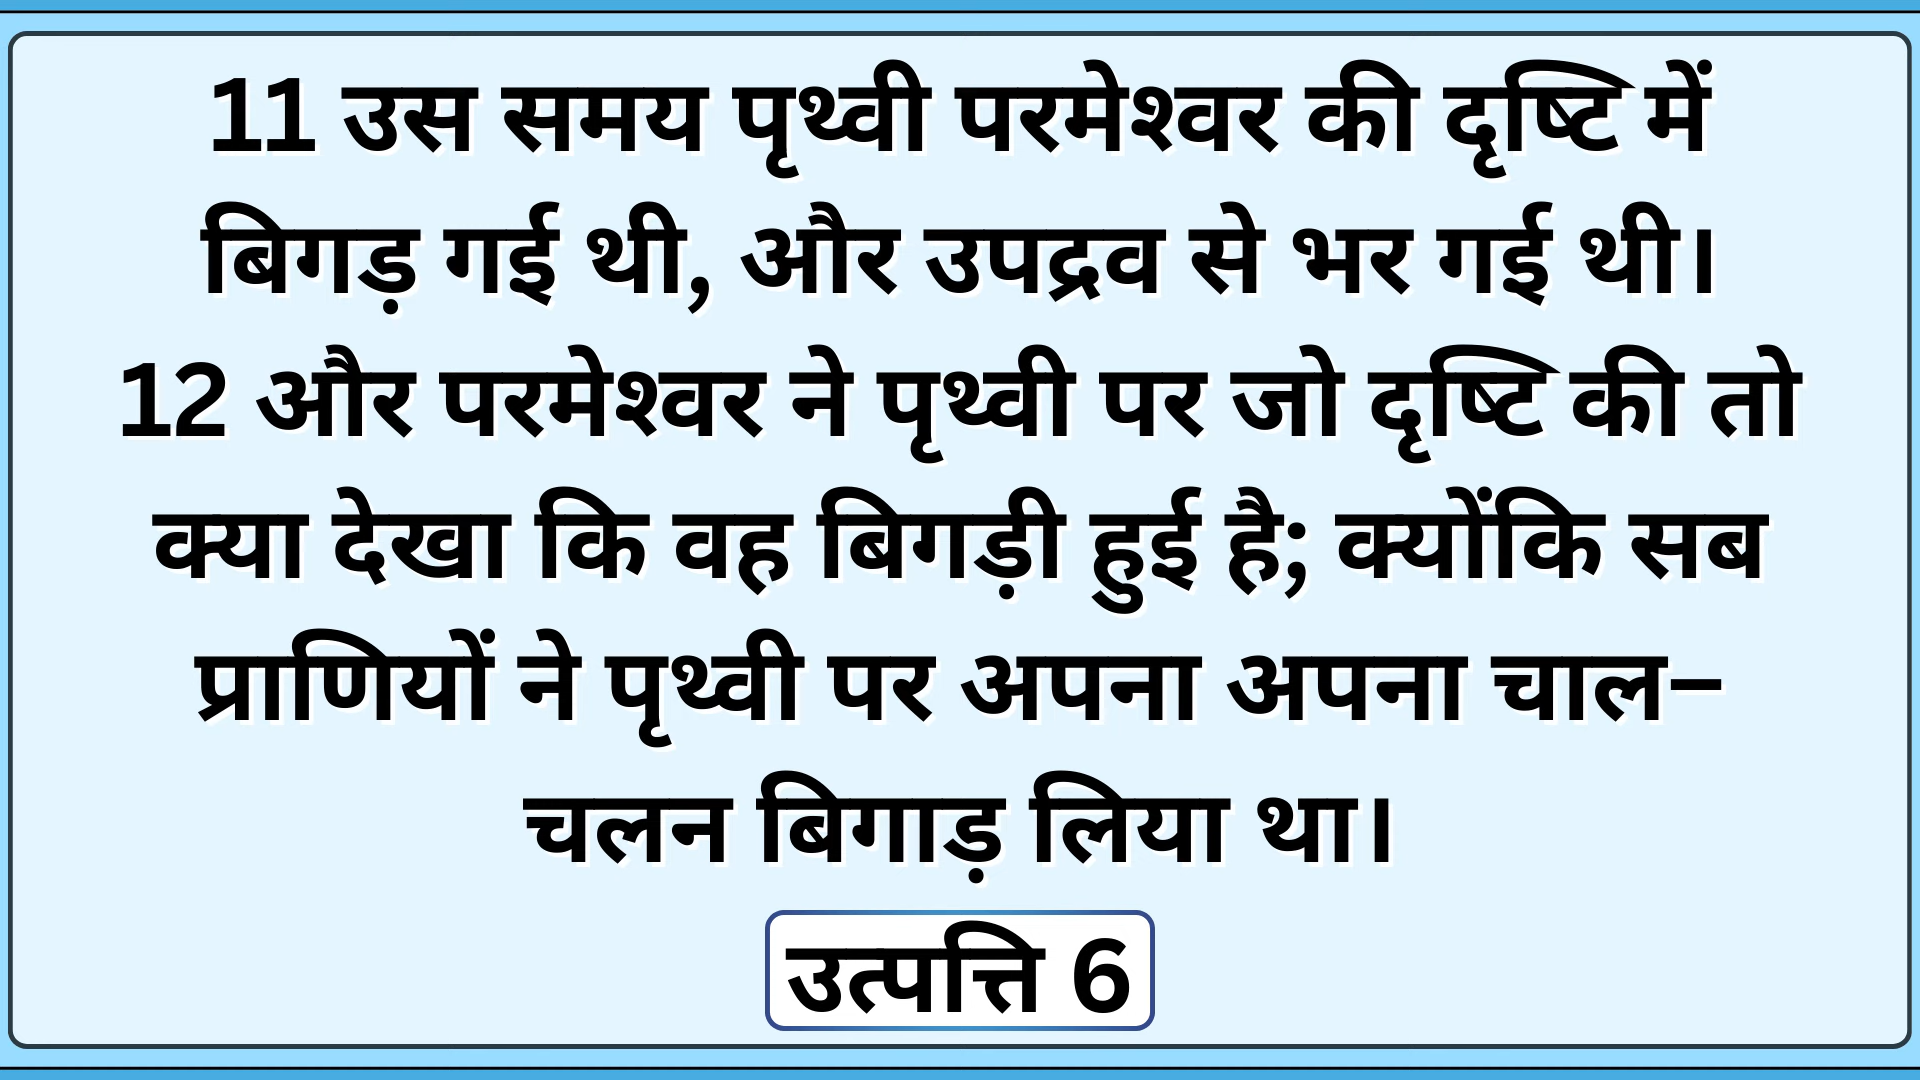 11 उस समय पृथ्वी परमेश्वर की दृष्टि में
बिगड़ गई थी, और उपद्रव से भर गई थी।
12 और परमेश्वर ने पृथ्वी पर जो दृष्टि की तो
क्या देखा कि वह बिगड़ी हुई है; क्योंकि सब
प्राणियों ने पृथ्वी पर अपना अपना चाल–
चलन बिगाड़ लिया था।
उत्पत्ति 6